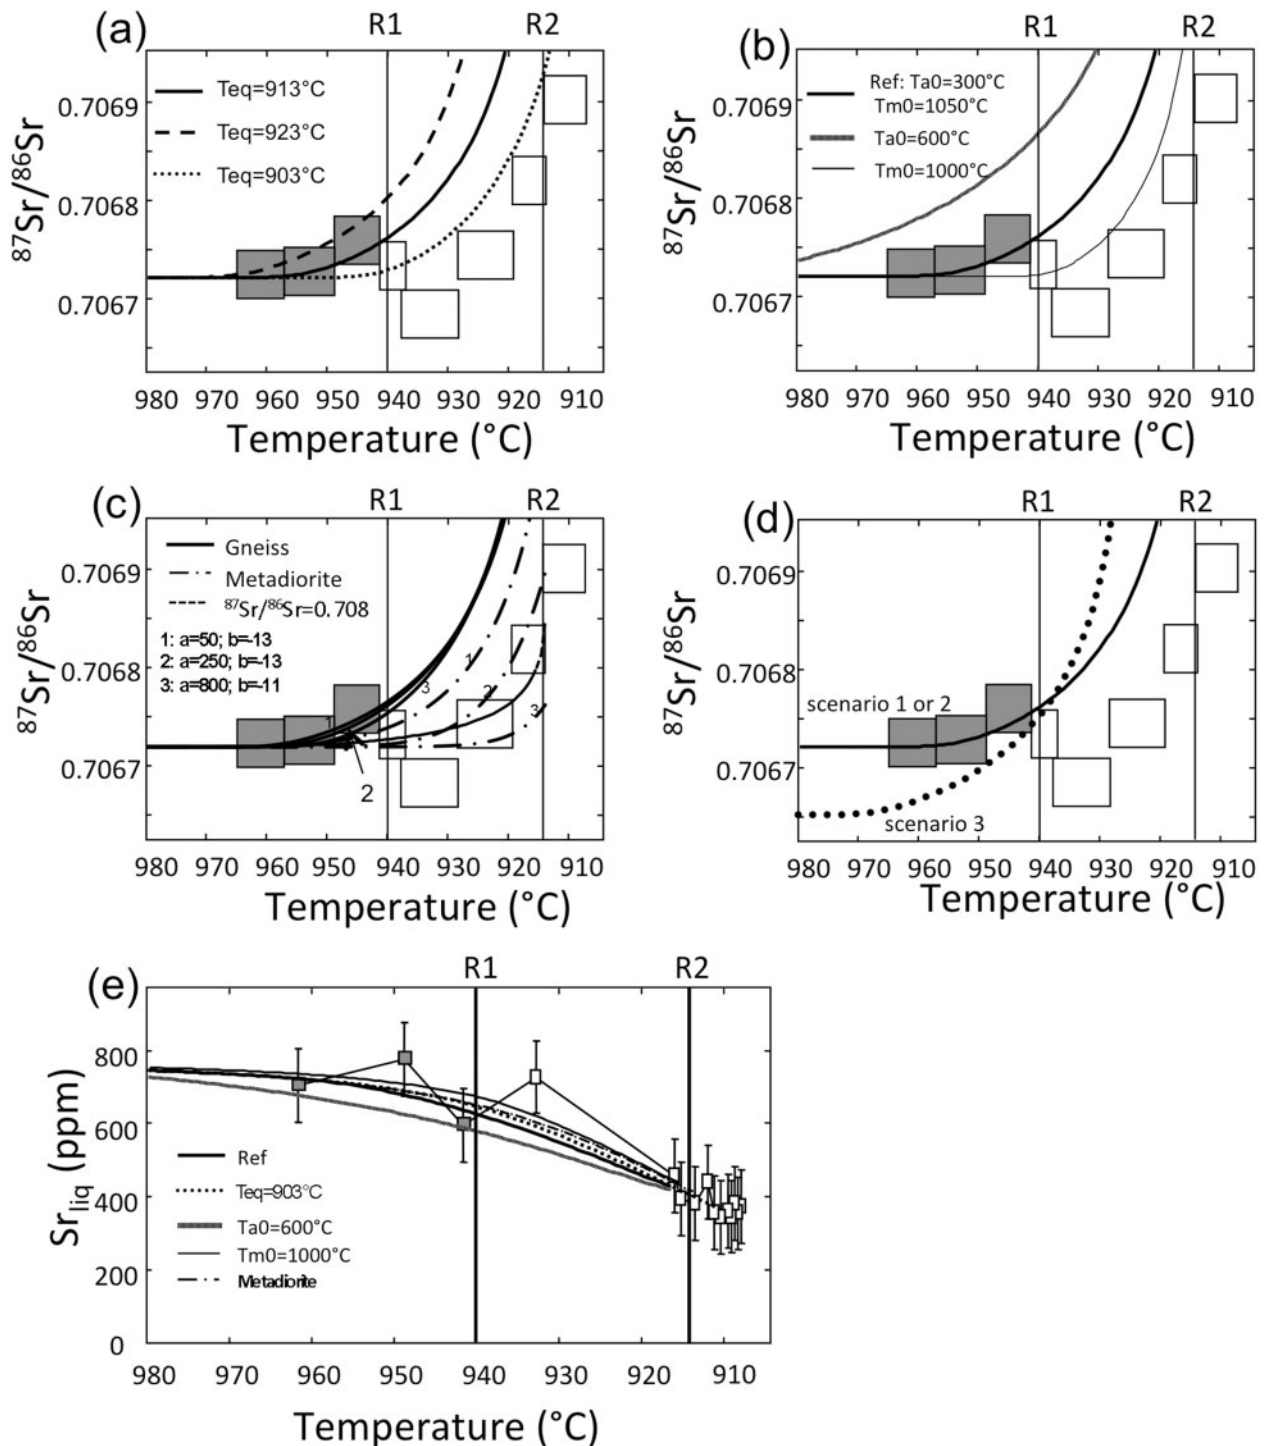 (a)
R1
R2
Teq=913°C
Teq=923°C
Teq=903°C
0.7069
0.7068
0.7067
87Sr/86Sr
980 970 960 950 940 930 920 910
Temperature (°C)
(b)
R1
R2
Ref: Ta0=300°C
Tm0=1050°C
Ta0=600°C
Tm0=1000°C
0.7069
0.7068
0.7067
87Sr/86Sr
980 970 960 950 940 930 920 910
Temperature (°C)
(c)
R1
R2
Gneiss
Metadiorite
87Sr/86Sr=0.708
1: a=50; b=-13
2: a=250; b=-13
3: a=800; b=-11
1
2
3
1
2
3
0.7069
0.7068
0.7067
87Sr/86Sr
980 970 960 950 940 930 920 910
Temperature (°C)
(d)
R1
R2
scenario 1 or 2
scenario 3
0.7069
0.7068
0.7067
87Sr/86Sr
980 970 960 950 940 930 920 910
Temperature (°C)
(e)
R1
R2
Ref
Teq=903°C
Ta0=600°C
Tm0=1000°C
Metadiorite
800
600
400
200
0
Srliq (ppm)
980 970 960 950 940 930 920 910
Temperature (°C)